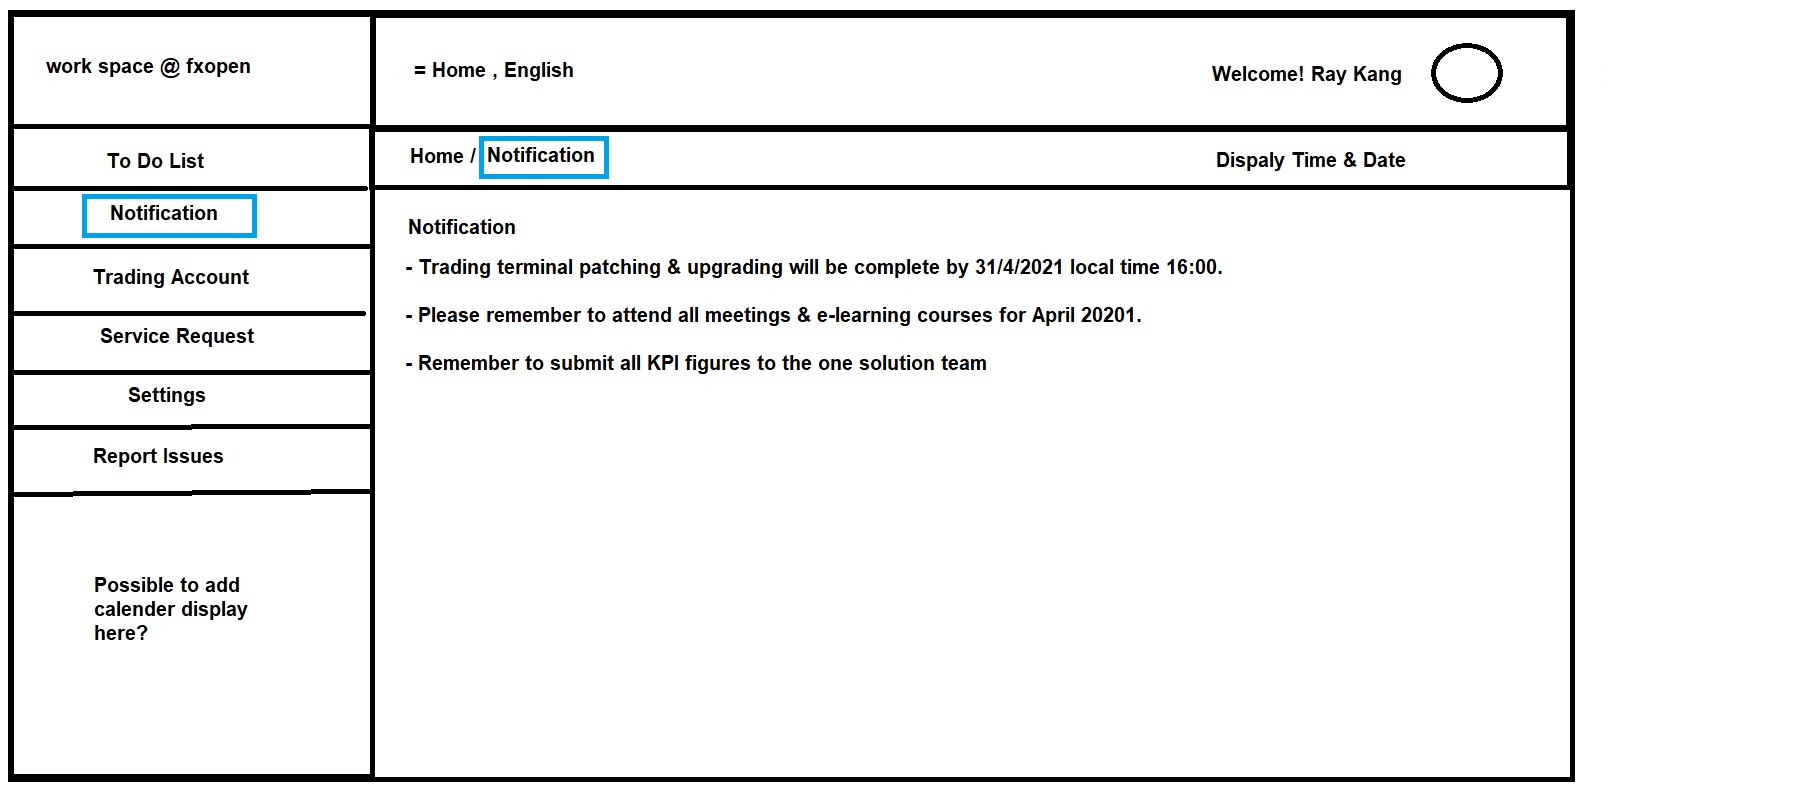 work space @ fxopen
= Home , English
Welcome! Ray Kang
To Do List
Notification
Trading Account
Service Request
Settings
Report Issues
Possible to add
calender display
here?
Home / Notification
Dispaly Time & Date
Notification
- Trading terminal patching & upgrading will be complete by 31/4/2021 local time 16:00.
- Please remember to attend all meetings & e-learning courses for April 20201.
- Remember to submit all KPI figures to the one solution team